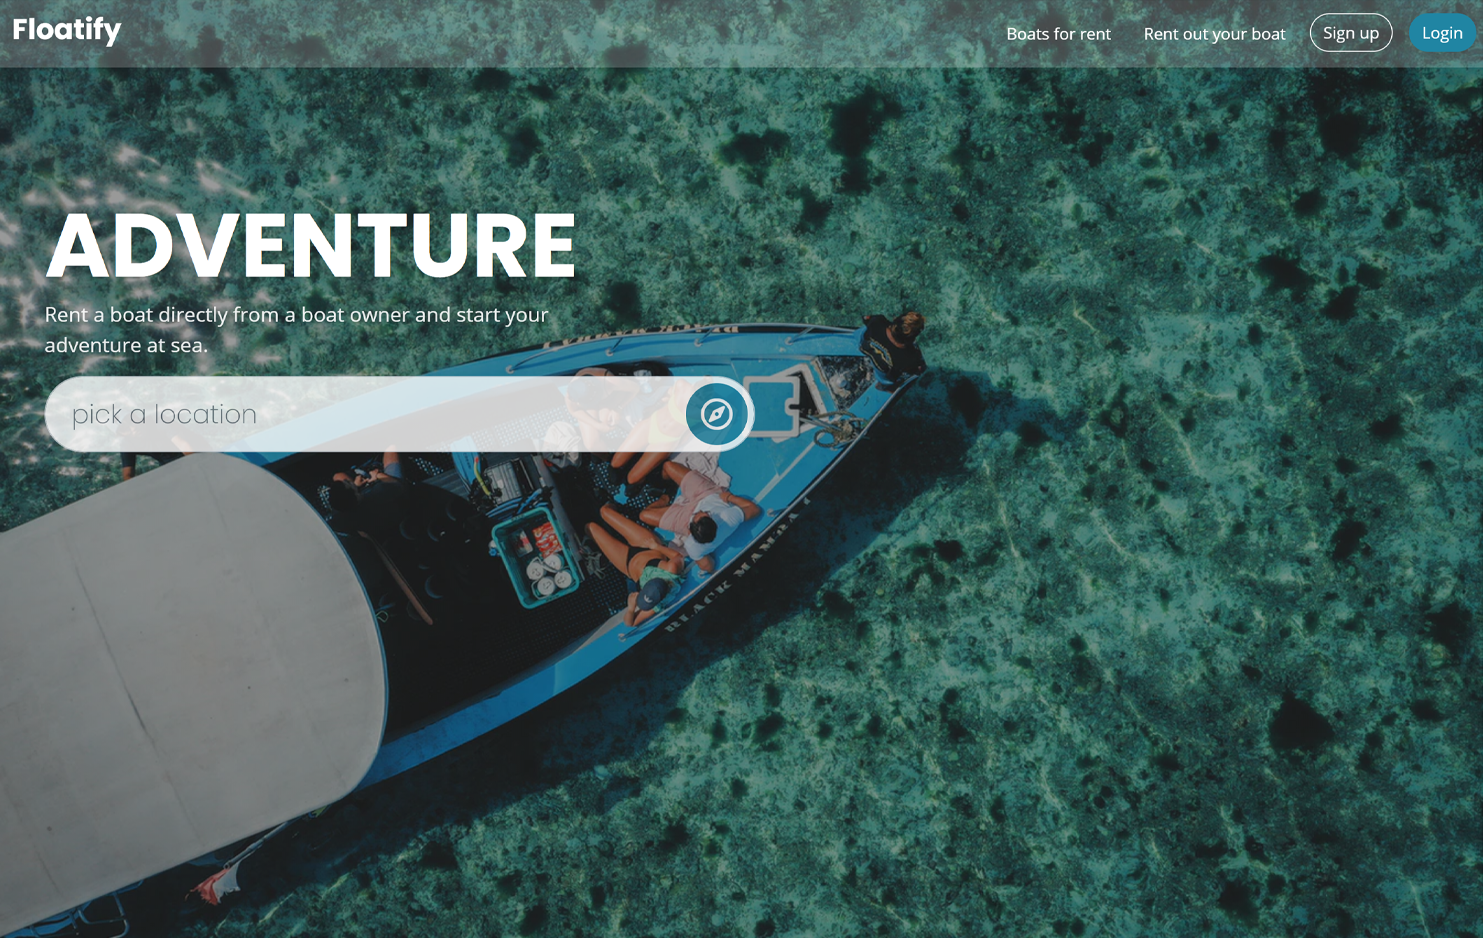 Floatify
Boats for rent
Rent out your boat
Sign up
Login
ADVENTURE
Rent a boat directly from a boat owner and start your
adventure at sea.
pick a location
BLACK MANTA 1